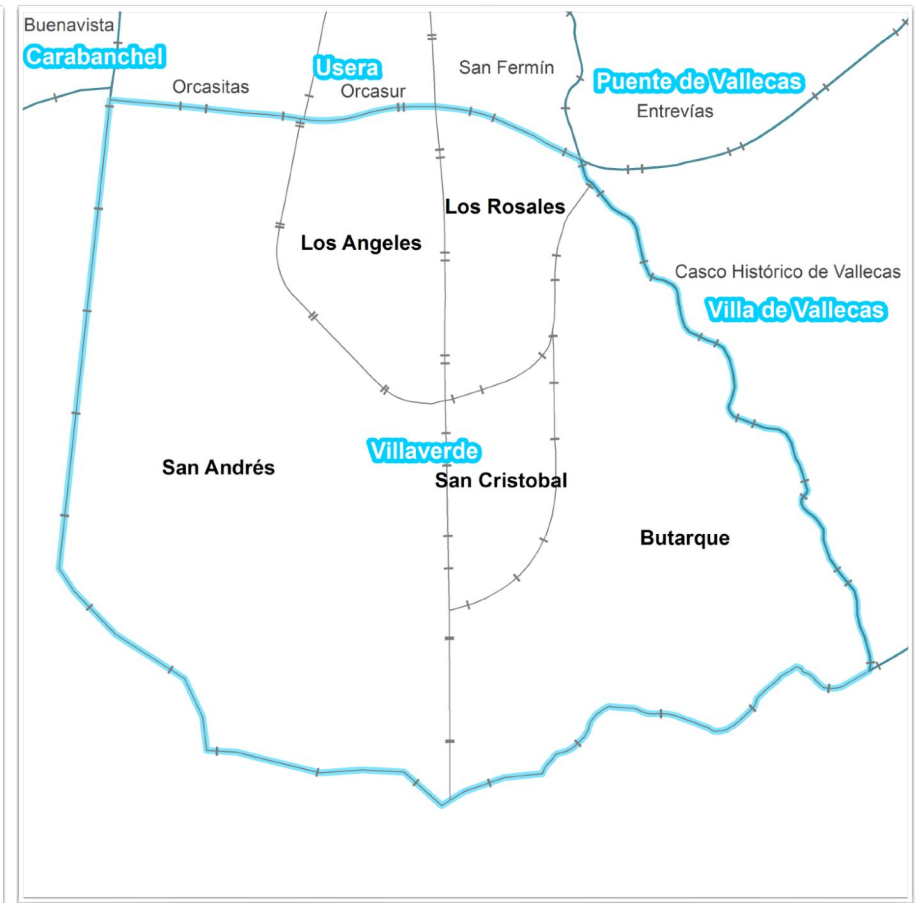 Buenavista
Carabanchel
Usera
San Fermín
Orcasitas
Orcasur
Puente de Vallecas
Entrevías
Los Rosales
Los Angeles
Casco Histórico de Vallecas
Villa de Vallecas
Villaverde
San Andrés
San Cristobal
Butarque